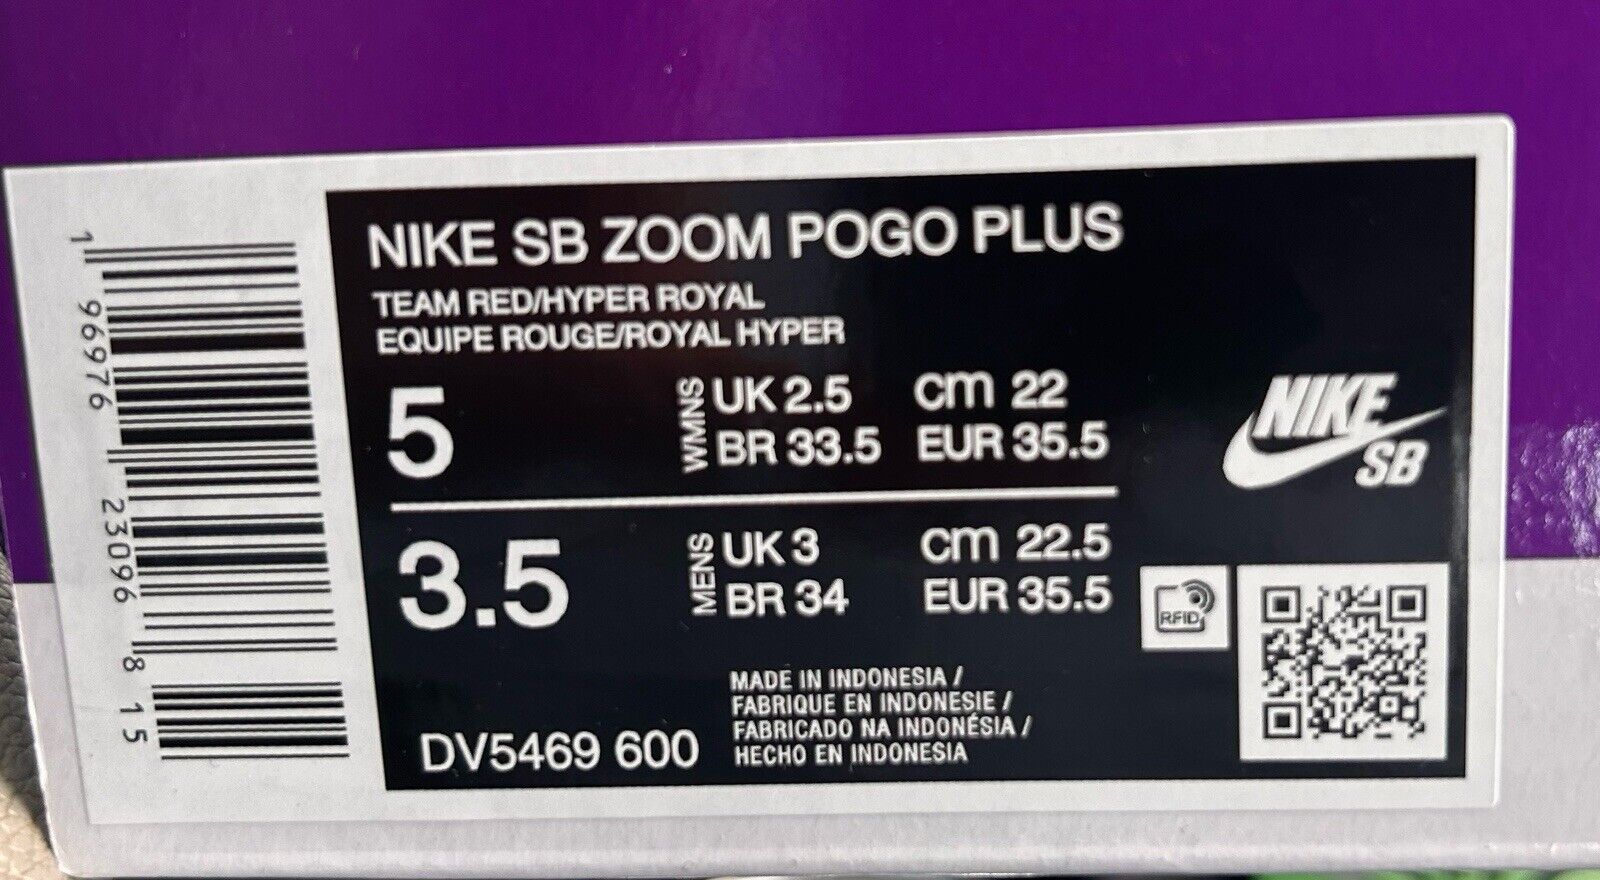 NIKE SB ZOOM POGO PLUS
TEAM RED/HYPER ROYAL
EQUIPE ROUGE/ROYAL HYPER
5
WMNS
UK 2.5 cm 22
BR 33.5 EUR 35.5
3.5
MENS
UK 3 cm 22.5
BR 34 EUR 35.5
NIKE
SB
RFID
MADE IN INDONESIA /
FABRIQUE EN INDONESIE /
FABRICADO NA INDONÉSIA /
HECHO EN INDONESIA
DV5469 600
1 96976 23096 8 15